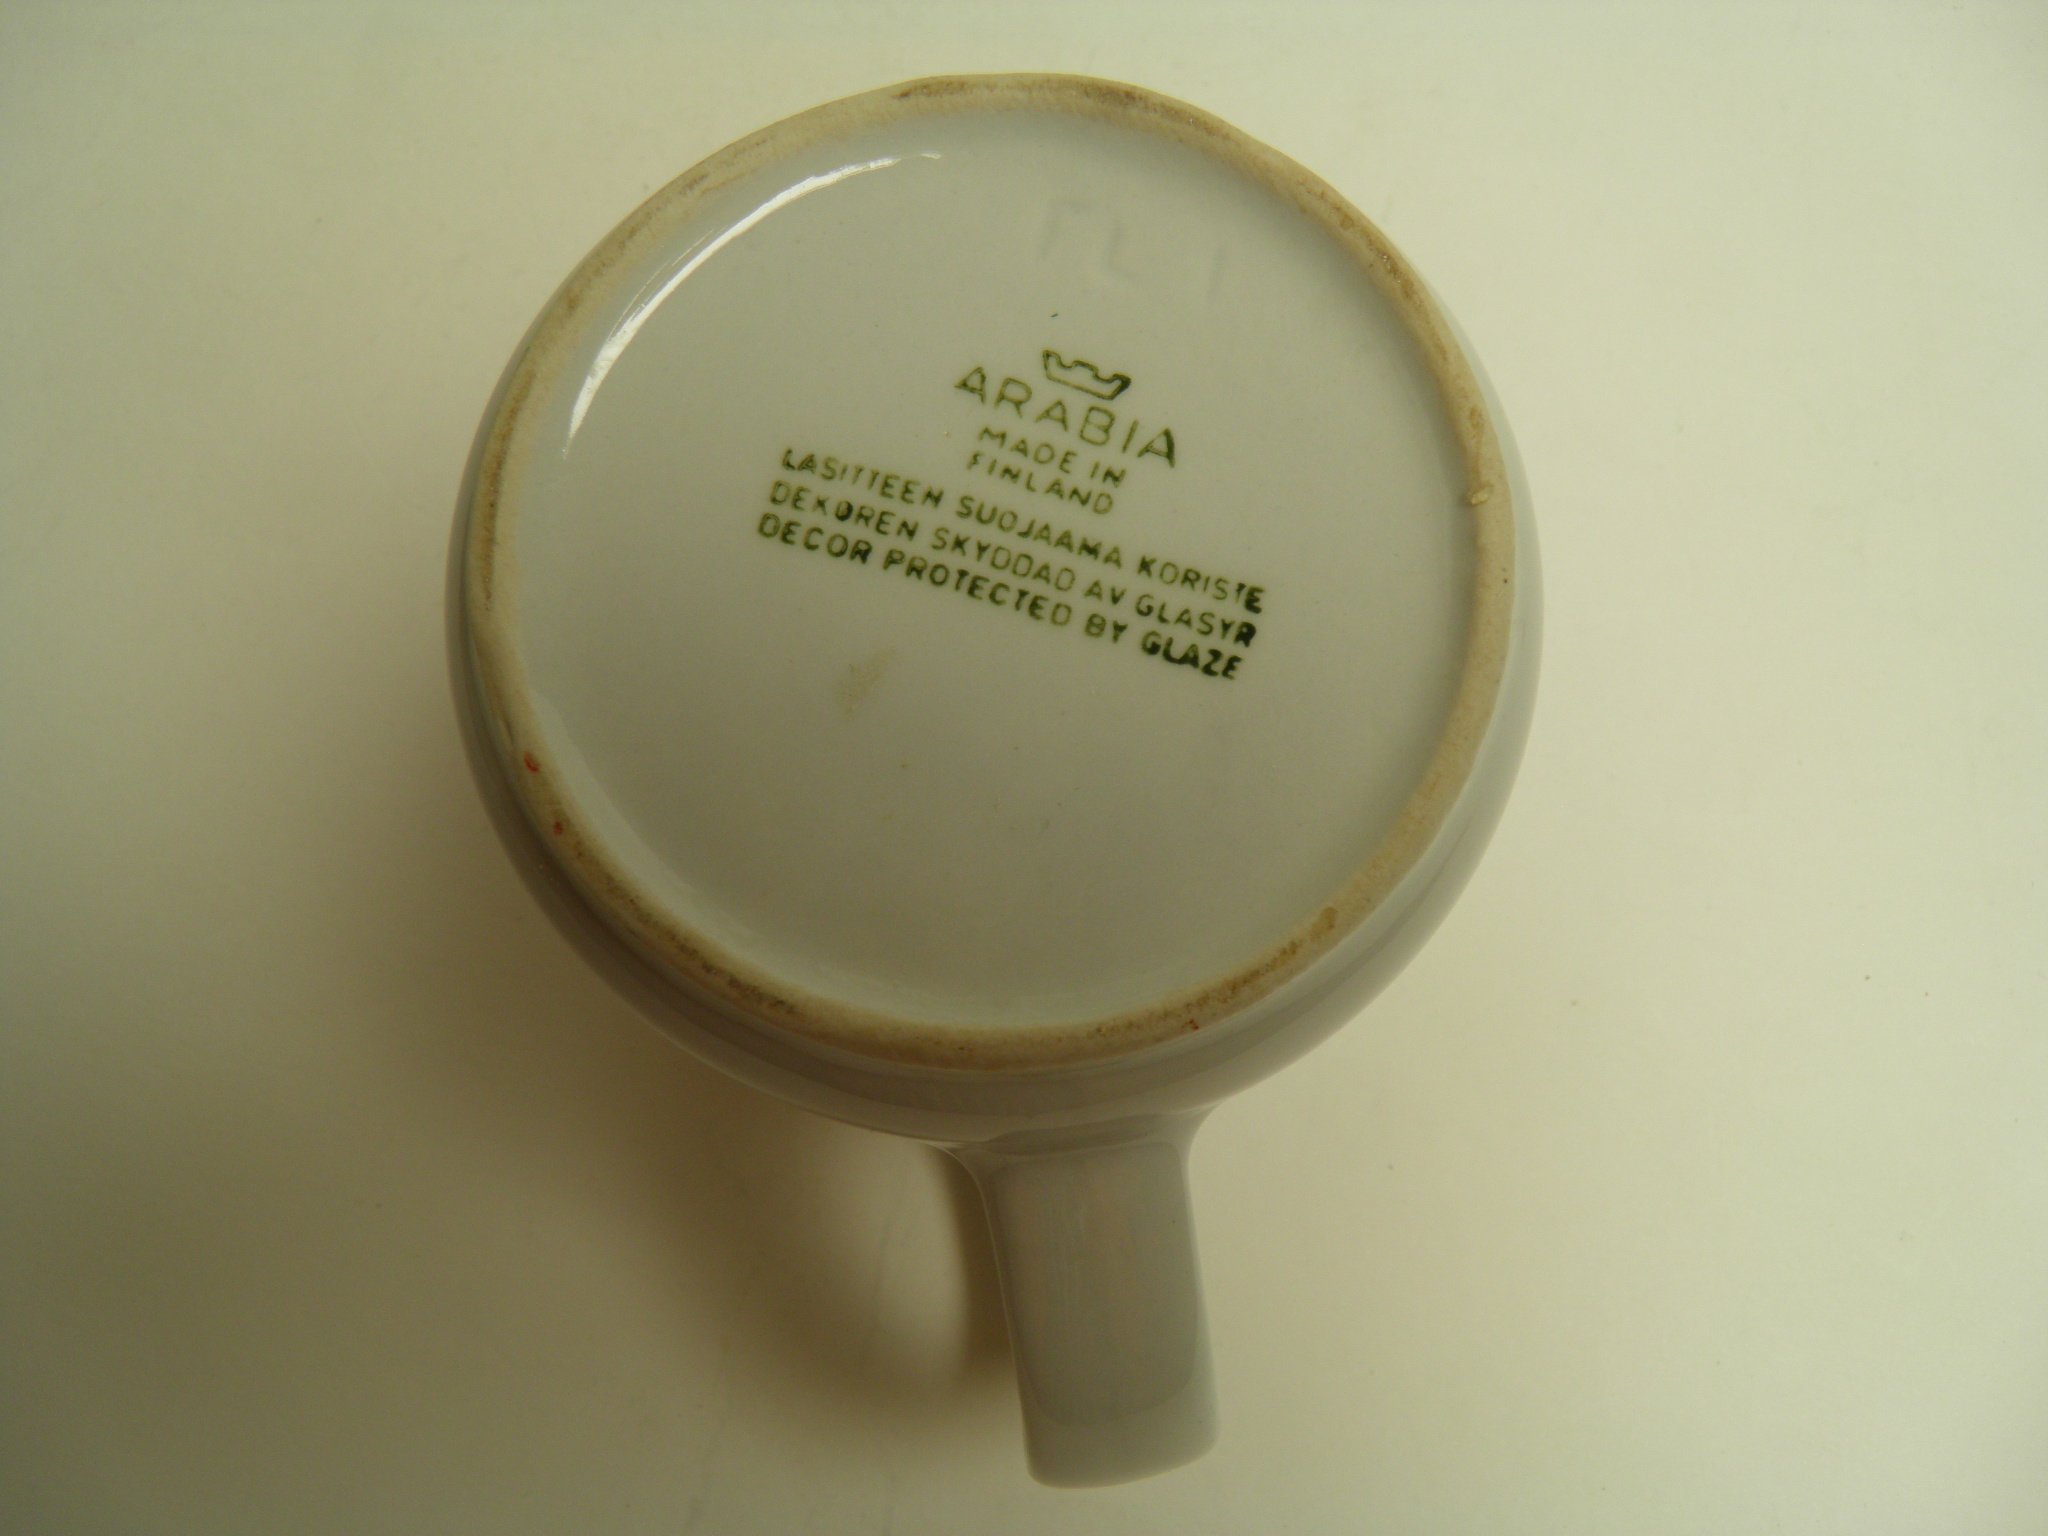 ARABIA
MADE IN
FINLAND
LASITTEEN SUOJAAMA KORISTE
DEKOREN SKYDDAD AV GLASYR
DECOR PROTECTED BY GLAZE